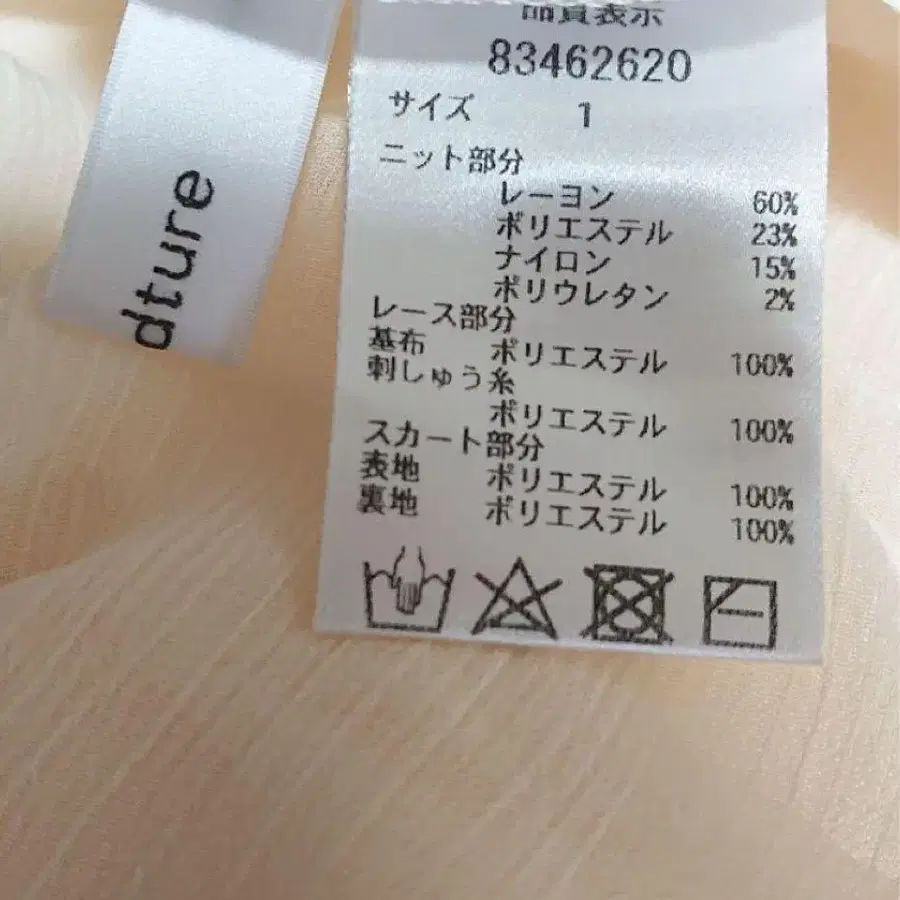 dture
品質表示
83462620
サイズ 1
ニット部分
レーヨン 60%
ポリエステル 23%
ナイロン 15%
ポリウレタン 2%
レース部分
基布 ポリエステル 100%
刺しゅう糸
ポリエステル 100%
スカート部分
表地 ポリエステル 100%
裏地 ポリエステル 100%